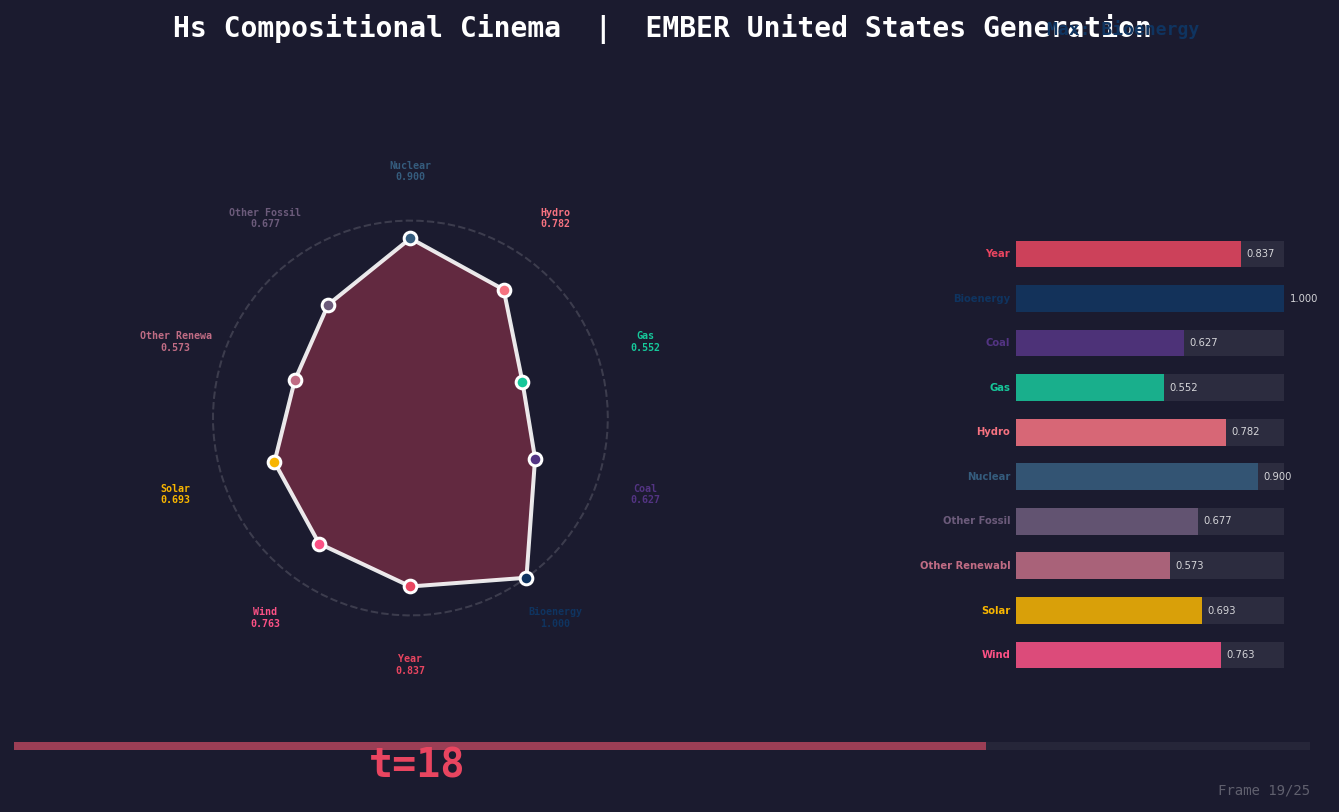 Hs Compositional Cinema | EMBER United States Generation
Bioenergy
Nuclear
0.900
Other Fossil
0.677
Hydro
0.782
Other Renewa
0.573
Gas
0.552
Solar
0.693
Coal
0.627
Wind
0.763
Bioenergy
1.000
Year
0.837
Year 0.837
Bioenergy 1.000
Coal 0.627
Gas 0.552
Hydro 0.782
Nuclear 0.900
Other Fossil 0.677
Other Renewabl 0.573
Solar 0.693
Wind 0.763
t=18
Frame 19/25